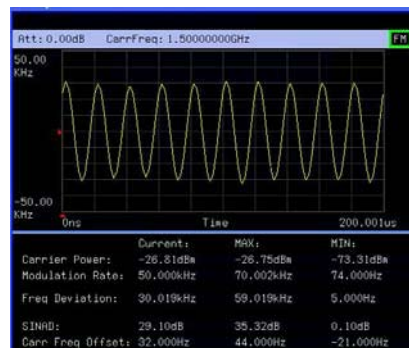 Att: 0.00dB CarrFreq: 1.50000000GHz FM
50.00
KHz
-50.00
KHz
0ns Time 200.001us
Current: MAX: MIN:
Carrier Power: -26.81dBm -26.75dBm -73.31dBm
Modulation Rate: 50.000kHz 70.002kHz 74.000Hz
Freq Deviation: 30.019kHz 59.019kHz 5.000Hz
SINAD: 29.10dB 35.32dB 0.10dB
Carr Freq Offset: 32.000Hz 44.000Hz -21.000Hz